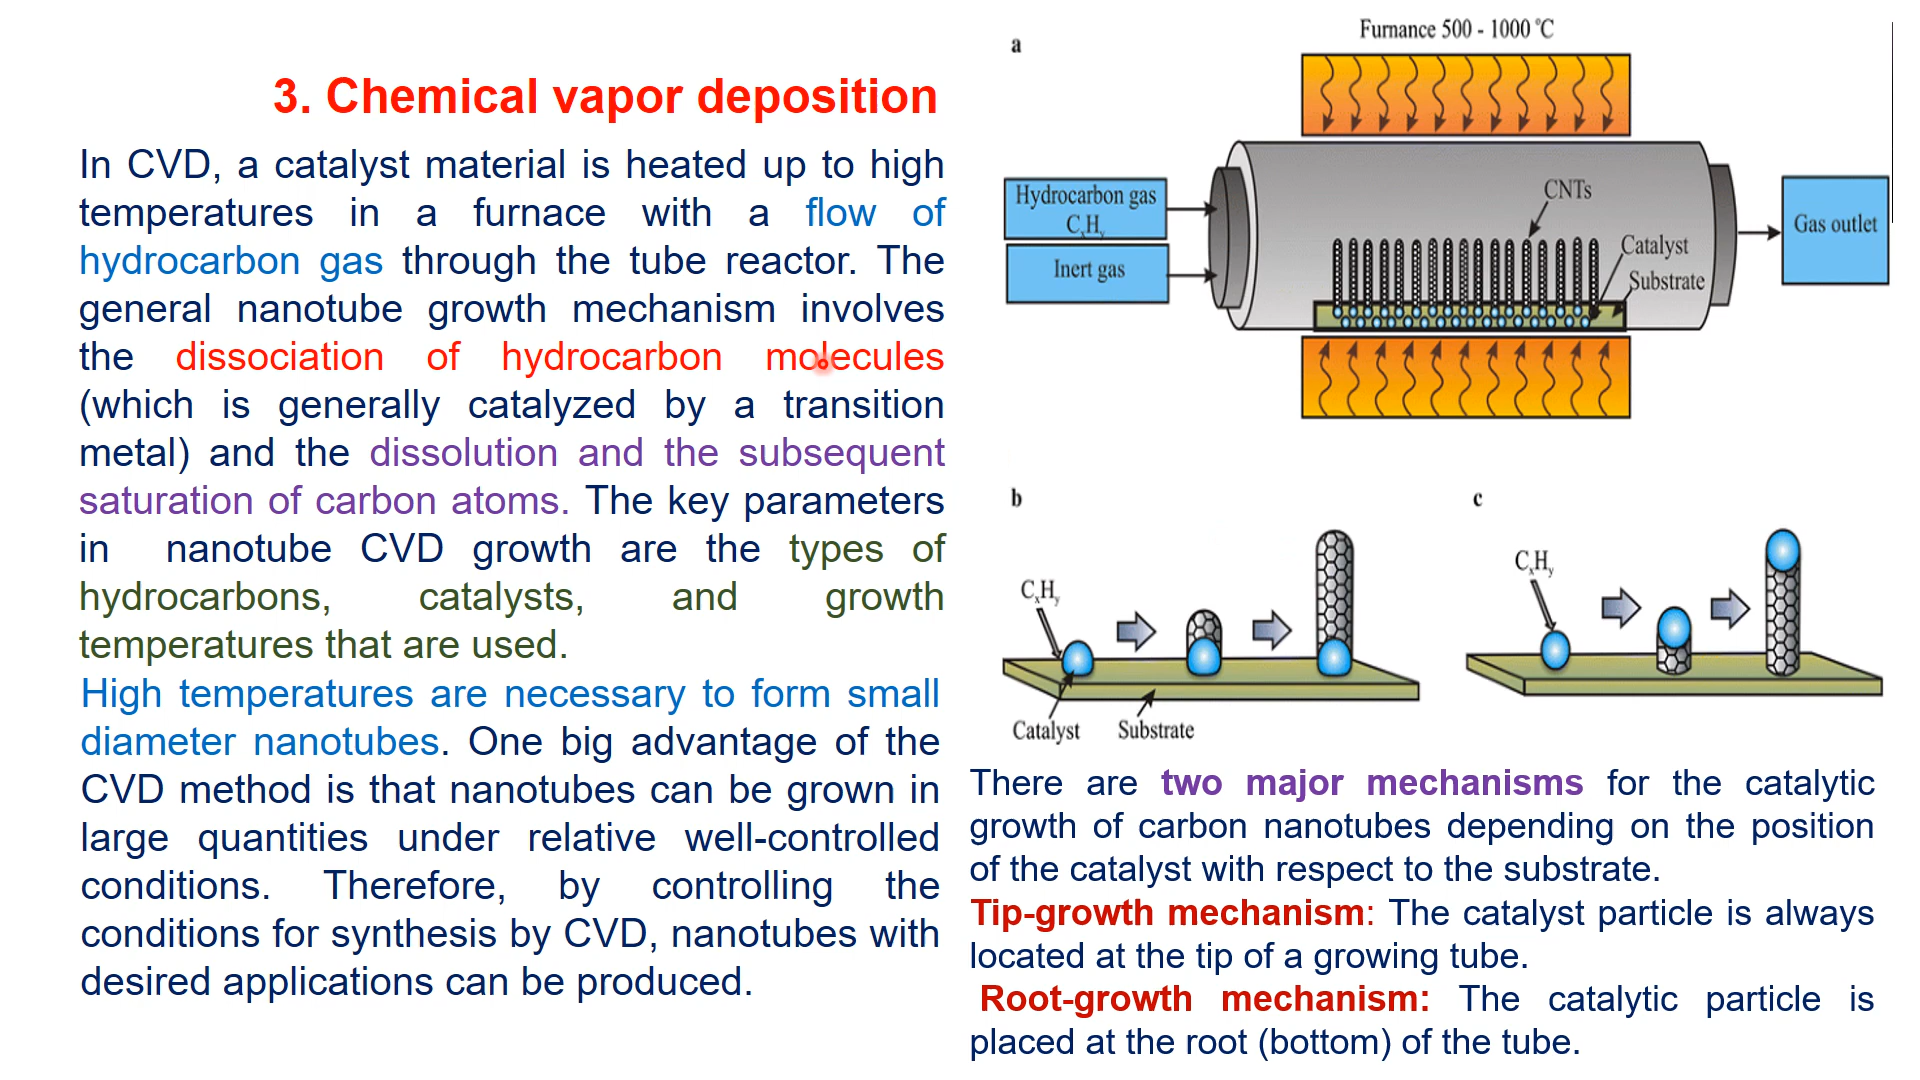 3. Chemical vapor deposition
In CVD, a catalyst material is heated up to high
temperatures in a furnace with a flow of
hydrocarbon gas through the tube reactor. The
general nanotube growth mechanism involves
the dissociation of hydrocarbon molecules
(which is generally catalyzed by a transition
metal) and the dissolution and the subsequent
saturation of carbon atoms. The key parameters
in nanotube CVD growth are the types of
hydrocarbons, catalysts, and growth
temperatures that are used.
High temperatures are necessary to form small
diameter nanotubes. One big advantage of the
CVD method is that nanotubes can be grown in
large quantities under relative well-controlled
conditions. Therefore, by controlling the
conditions for synthesis by CVD, nanotubes with
desired applications can be produced.
a
Furnance 500 - 1000 °C
Hydrocarbon gas
CxHy
Inert gas
CNTs
Catalyst
Substrate
Gas outlet
b
CxHy
Catalyst
Substrate
c
CxHy
There are two major mechanisms for the catalytic
growth of carbon nanotubes depending on the position
of the catalyst with respect to the substrate.
Tip-growth mechanism: The catalyst particle is always
located at the tip of a growing tube.
Root-growth mechanism: The catalytic particle is
placed at the root (bottom) of the tube.